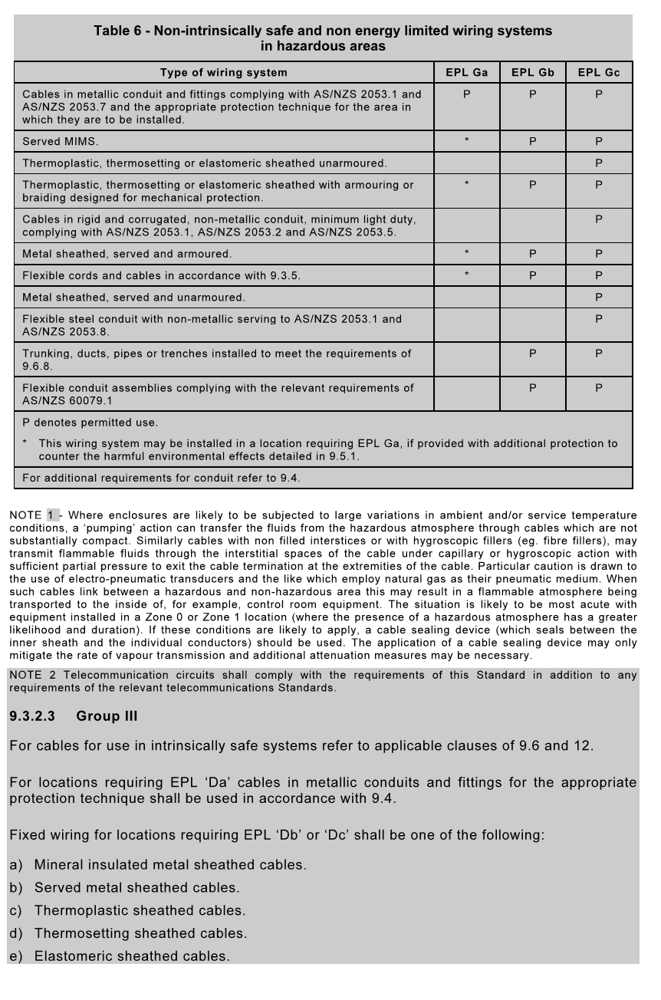 Table 6 - Non-intrinsically safe and non energy limited wiring systems
in hazardous areas
Type of wiring system EPL Ga EPL Gb EPL Gc
Cables in metallic conduit and fittings complying with AS/NZS 2053.1 and P P P
AS/NZS 2053.7 and the appropriate protection technique for the area in
which they are to be installed.
Served MIMS. * P P
Thermoplastic, thermosetting or elastomeric sheathed unarmoured. P
Thermoplastic, thermosetting or elastomeric sheathed with armouring or * P P
braiding designed for mechanical protection.
Cables in rigid and corrugated, non-metallic conduit, minimum light duty, P
complying with AS/NZS 2053.1, AS/NZS 2053.2 and AS/NZS 2053.5.
Metal sheathed, served and armoured. * P P
Flexible cords and cables in accordance with 9.3.5. * P P
Metal sheathed, served and unarmoured. P
Flexible steel conduit with non-metallic serving to AS/NZS 2053.1 and P
AS/NZS 2053.8.
Trunking, ducts, pipes or trenches installed to meet the requirements of P P
9.6.8.
Flexible conduit assemblies complying with the relevant requirements of P P
AS/NZS 60079.1
P denotes permitted use.
* This wiring system may be installed in a location requiring EPL Ga, if provided with additional protection to
counter the harmful environmental effects detailed in 9.5.1.
For additional requirements for conduit refer to 9.4.
NOTE 1 - Where enclosures are likely to be subjected to large variations in ambient and/or service temperature
conditions, a ‘pumping’ action can transfer the fluids from the hazardous atmosphere through cables which are not
substantially compact. Similarly cables with non filled interstices or with hygroscopic fillers (eg. fibre fillers), may
transmit flammable fluids through the interstitial spaces of the cable under capillary or hygroscopic action with
sufficient partial pressure to exit the cable termination at the extremities of the cable. Particular caution is drawn to
the use of electro-pneumatic transducers and the like which employ natural gas as their pneumatic medium. When
such cables link between a hazardous and non-hazardous area this may result in a flammable atmosphere being
transported to the inside of, for example, control room equipment. The situation is likely to be most acute with
equipment installed in a Zone 0 or Zone 1 location (where the presence of a hazardous atmosphere has a greater
likelihood and duration). If these conditions are likely to apply, a cable sealing device (which seals between the
inner sheath and the individual conductors) should be used. The application of a cable sealing device may only
mitigate the rate of vapour transmission and additional attenuation measures may be necessary.
NOTE 2 Telecommunication circuits shall comply with the requirements of this Standard in addition to any
requirements of the relevant telecommunications Standards.
9.3.2.3 Group III
For cables for use in intrinsically safe systems refer to applicable clauses of 9.6 and 12.
For locations requiring EPL ‘Da’ cables in metallic conduits and fittings for the appropriate
protection technique shall be used in accordance with 9.4.
Fixed wiring for locations requiring EPL ‘Db’ or ‘Dc’ shall be one of the following:
a) Mineral insulated metal sheathed cables.
b) Served metal sheathed cables.
c) Thermoplastic sheathed cables.
d) Thermosetting sheathed cables.
e) Elastomeric sheathed cables.